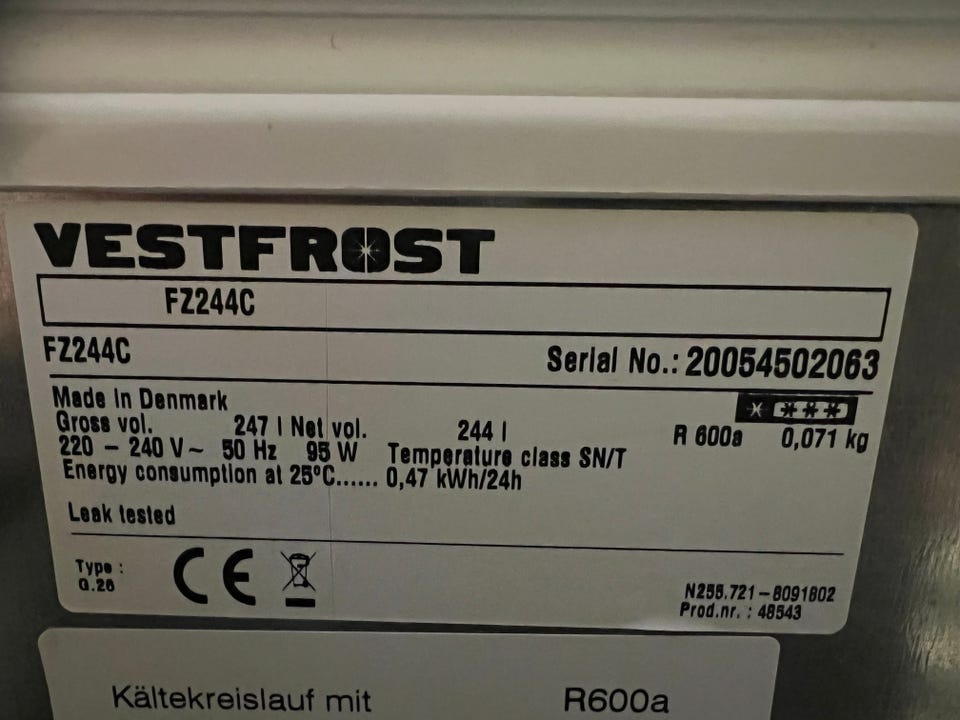 VESTFROST
FZ244C
FZ244C Serial No.: 20054502063
Made in Denmark
Gross vol. 247 l Net vol. 244 l R 600a 0,071 kg
220 – 240 V~ 50 Hz 95 W Temperature class SN/T
Energy consumption at 25°C...... 0,47 kWh/24h
Leak tested
Type :
G.26
CE
N255.721–8091802
Prod.nr. : 48543
Kältekreislauf mit R600a